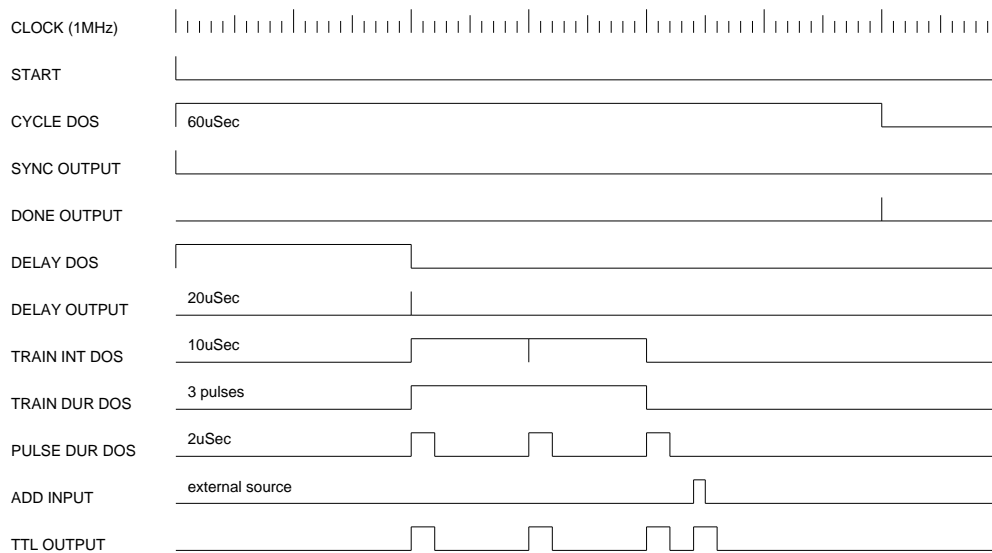 CLOCK (1MHz)
START
CYCLE DOS 60uSec
SYNC OUTPUT
DONE OUTPUT
DELAY DOS
DELAY OUTPUT 20uSec
TRAIN INT DOS 10uSec
TRAIN DUR DOS 3 pulses
PULSE DUR DOS 2uSec
ADD INPUT external source
TTL OUTPUT